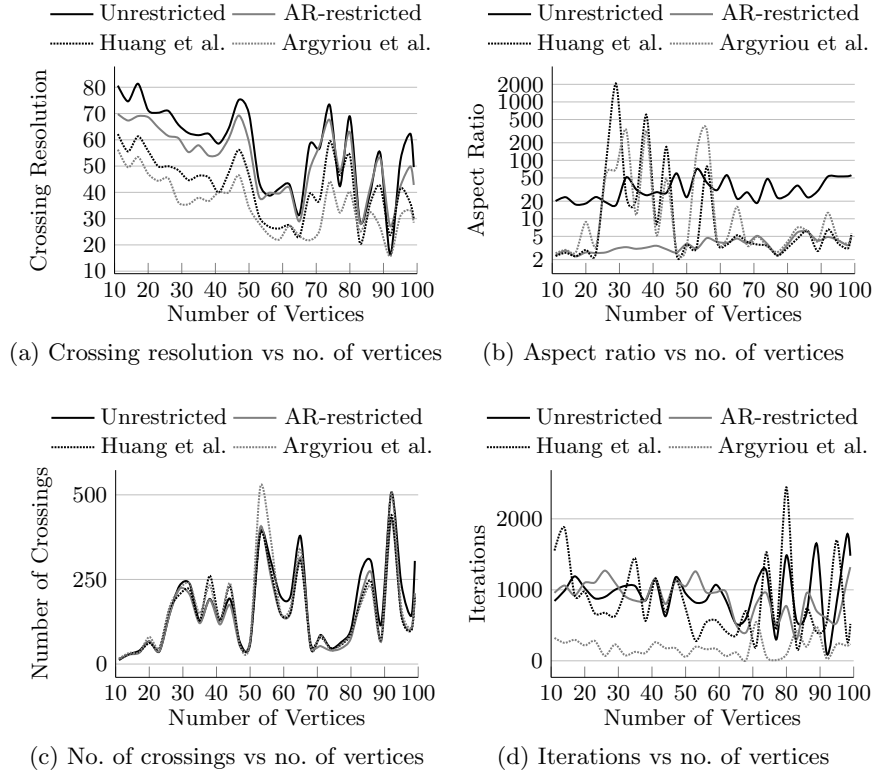 Unrestricted
AR-restricted
Huang et al.
Argyriou et al.
Crossing Resolution
80
70
60
50
40
30
20
10
10 20 30 40 50 60 70 80 90 100
Number of Vertices
(a) Crossing resolution vs no. of vertices
Unrestricted
AR-restricted
Huang et al.
Argyriou et al.
Aspect Ratio
2000
1000
500
200
100
50
20
10
5
2
10 20 30 40 50 60 70 80 90 100
Number of Vertices
(b) Aspect ratio vs no. of vertices
Unrestricted
AR-restricted
Huang et al.
Argyriou et al.
Number of Crossings
500
250
0
10 20 30 40 50 60 70 80 90 100
Number of Vertices
(c) No. of crossings vs no. of vertices
Unrestricted
AR-restricted
Huang et al.
Argyriou et al.
Iterations
2000
1000
0
10 20 30 40 50 60 70 80 90 100
Number of Vertices
(d) Iterations vs no. of vertices